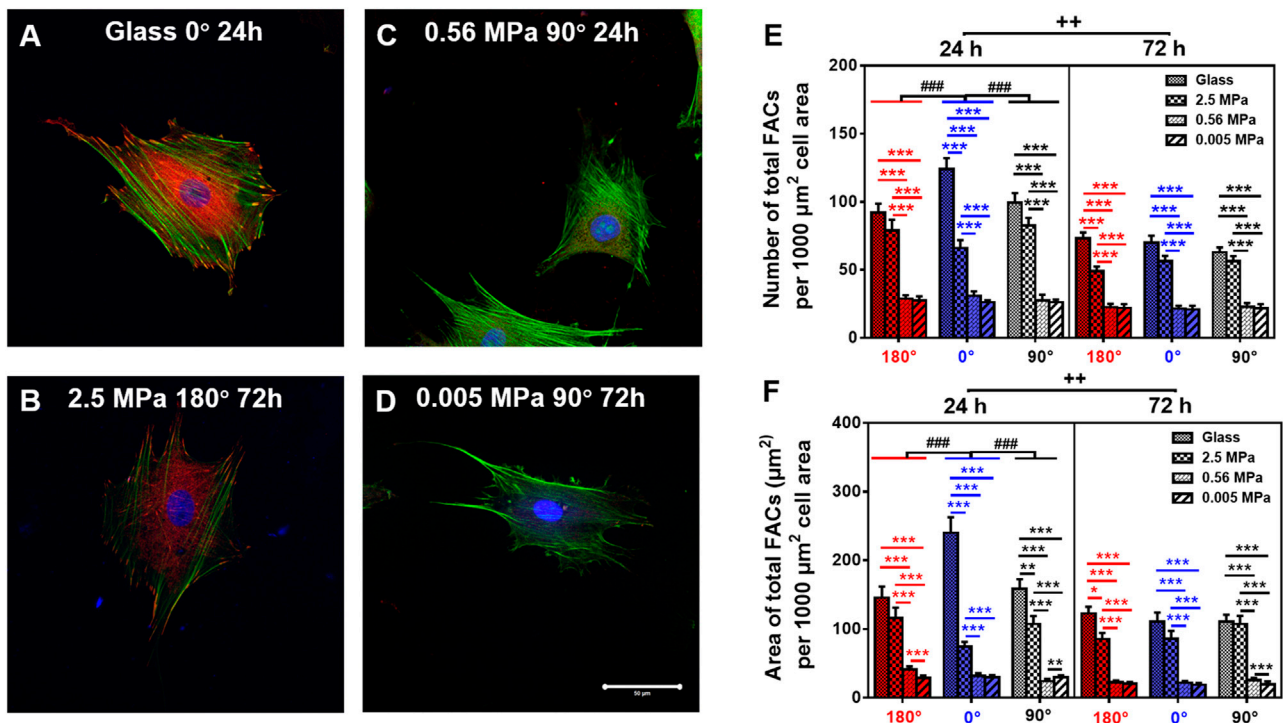 A
Glass 0° 24h
C
0.56 MPa 90° 24h
B
2.5 MPa 180° 72h
D
0.005 MPa 90° 72h
50 µm
E
++
24 h
72 h
Number of total FACs
per 1000 µm² cell area
200
150
100
50
0
### ###
Glass
2.5 MPa
0.56 MPa
0.005 MPa
*** *** *** ***
*** *** *** *** *** ***
*** *** *** *** ***
*** *** *** *** *** *** *** *** *** *** *** *** ***
180° 0° 90° 180° 0° 90°
F
++
24 h
72 h
Area of total FACs (µm²)
per 1000 µm² cell area
400
300
200
100
0
### ###
Glass
2.5 MPa
0.56 MPa
0.005 MPa
*** *** ***
*** *** *** *** *** ***
*** *** ** *** *** ***
*** *** *** * *** *** *** *** *** *** *** *** ***
*** ** ***
180° 0° 90° 180° 0° 90°